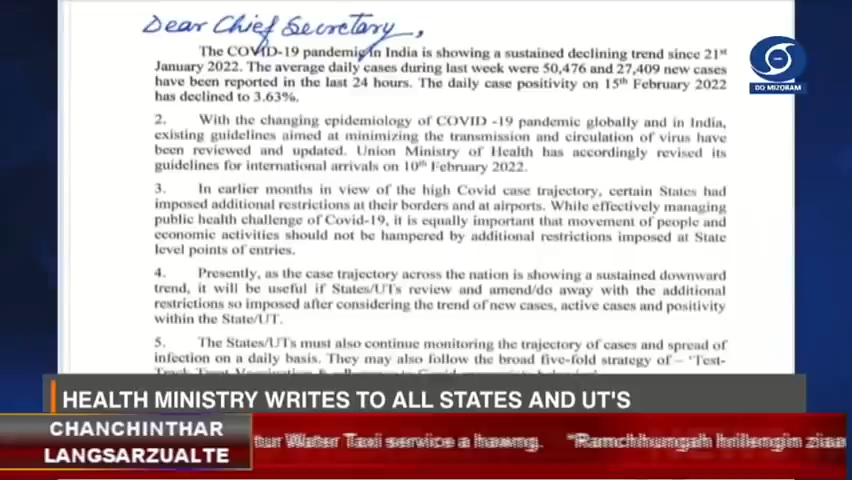 Dear Chief Secretary,
The COVID-19 pandemic in India is showing a sustained declining trend since 21st
January 2022. The average daily cases during last week were 50,476 and 27,409 new cases
have been reported in the last 24 hours. The daily case positivity on 15th February 2022
has declined to 3.63%.
2. With the changing epidemiology of COVID -19 pandemic globally and in India,
existing guidelines aimed at minimizing the transmission and circulation of virus have
been reviewed and updated. Union Ministry of Health has accordingly revised its
guidelines for international arrivals on 10th February 2022.
3. In earlier months in view of the high Covid case trajectory, certain States had
imposed additional restrictions at their borders and at airports. While effectively managing
public health challenge of Covid-19, it is equally important that movement of people and
economic activities should not be hampered by additional restrictions imposed at State
level points of entries.
4. Presently, as the case trajectory across the nation is showing a sustained downward
trend, it will be useful if States/UTs review and amend/do away with the additional
restrictions so imposed after considering the trend of new cases, active cases and positivity
within the State/UT.
5. The States/UTs must also continue monitoring the trajectory of cases and spread of
infection on a daily basis. They may also follow the broad five-fold strategy of – 'Test-
DD MIZORAM
HEALTH MINISTRY WRITES TO ALL STATES AND UT'S
CHANCHINTHAR
LANGSARZUALTE
Water Taxi service a hawng.